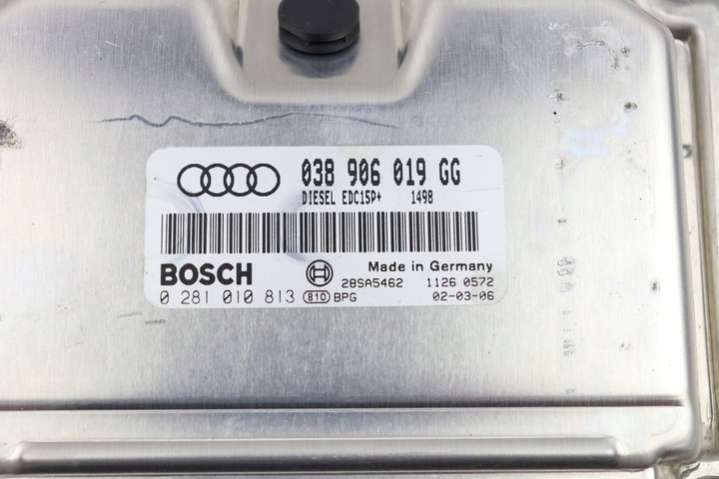 038 906 019 GG
DIESEL EDC15P+ 1498
BOSCH
Made in Germany
28SA5462 1126 0572
0 281 010 813 810 BPG 02-03-06